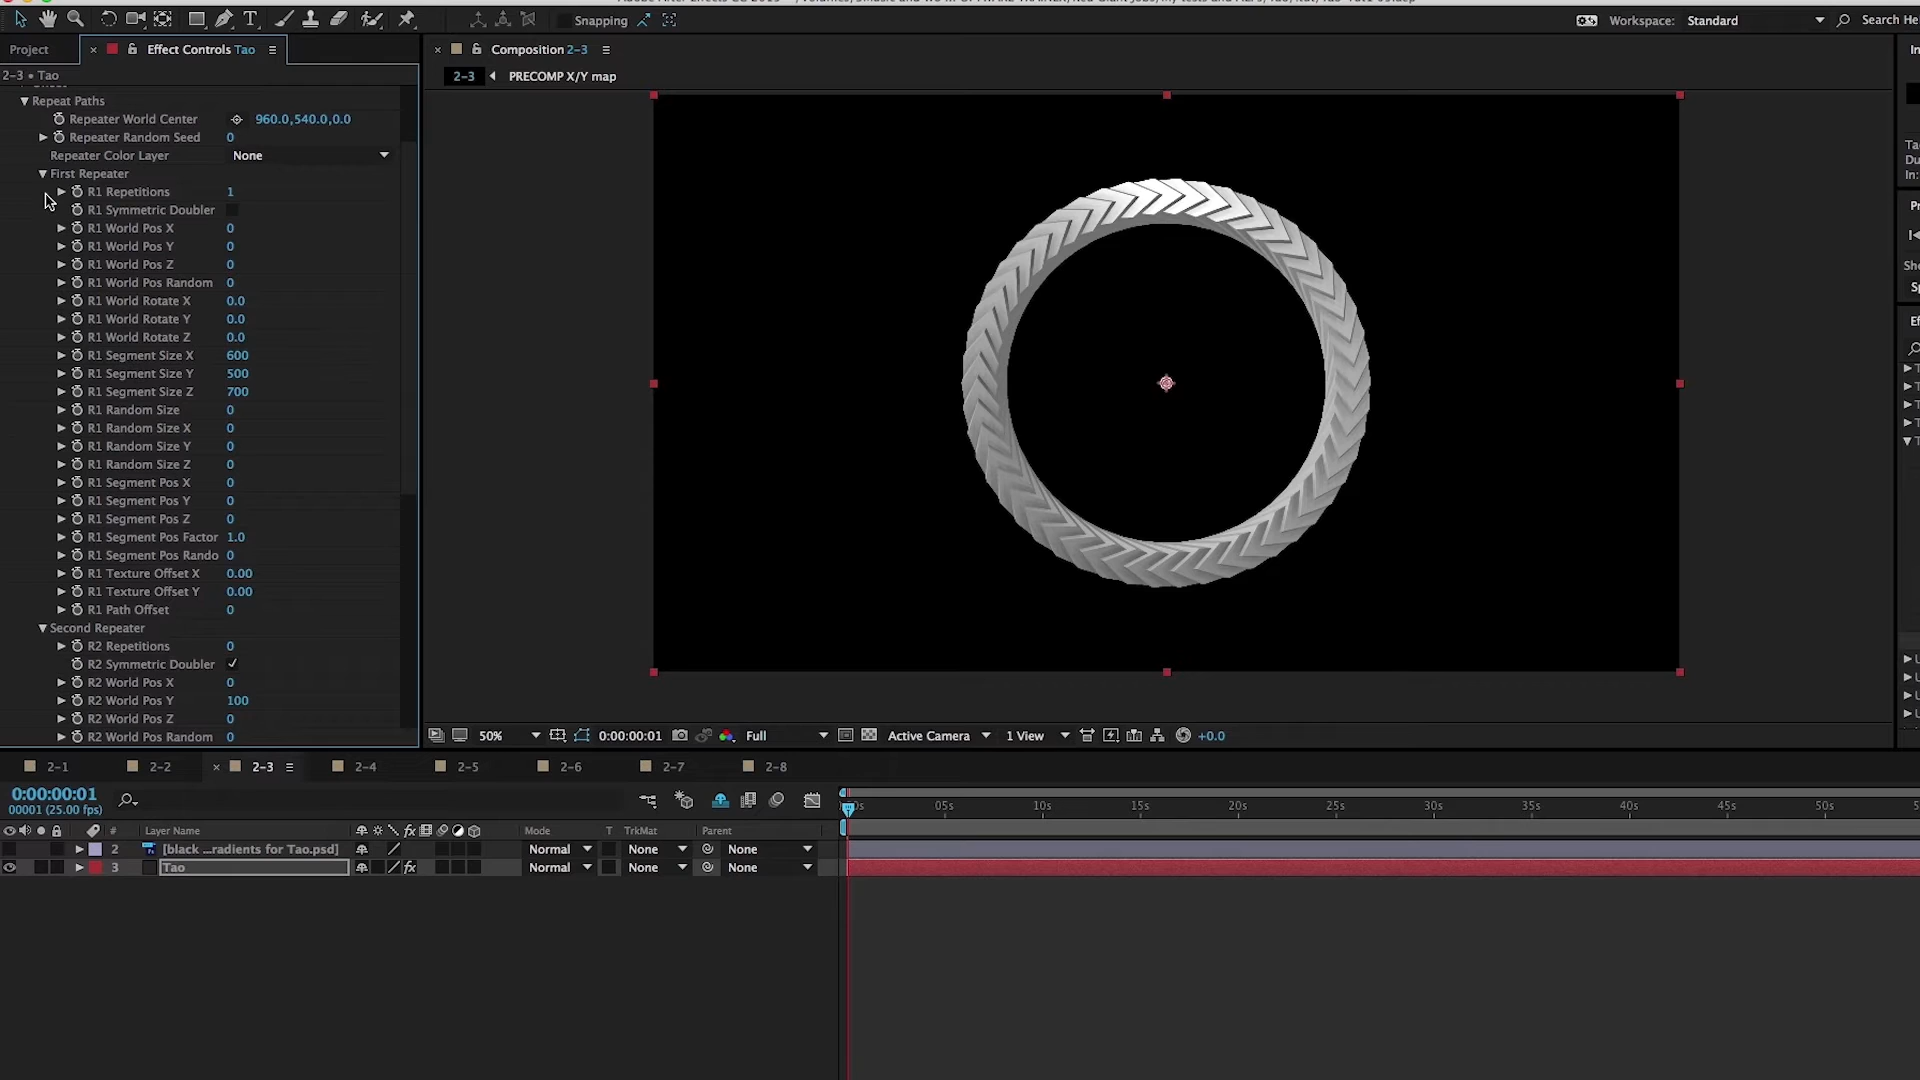 Snapping
Workspace: Standard
Search He
Project
Effect Controls Tao
Composition 2-3
2-3 • Tao
2-3
PRECOMP X/Y map
Repeat Paths
Repeater World Center 960.0,540.0,0.0
Repeater Random Seed 0
Repeater Color Layer None
First Repeater
R1 Repetitions 1
R1 Symmetric Doubler
R1 World Pos X 0
R1 World Pos Y 0
R1 World Pos Z 0
R1 World Pos Random 0
R1 World Rotate X 0.0
R1 World Rotate Y 0.0
R1 World Rotate Z 0.0
R1 Segment Size X 600
R1 Segment Size Y 500
R1 Segment Size Z 700
R1 Random Size 0
R1 Random Size X 0
R1 Random Size Y 0
R1 Random Size Z 0
R1 Segment Pos X 0
R1 Segment Pos Y 0
R1 Segment Pos Z 0
R1 Segment Pos Factor 1.0
R1 Segment Pos Rando 0
R1 Texture Offset X 0.00
R1 Texture Offset Y 0.00
R1 Path Offset 0
Second Repeater
R2 Repetitions 0
R2 Symmetric Doubler ✓
R2 World Pos X 0
R2 World Pos Y 100
R2 World Pos Z 0
R2 World Pos Random 0
50% 0:00:00:01 Full Active Camera 1 View +0.0
2-1 2-2 2-3 2-4 2-5 2-6 2-7 2-8
0:00:00:01
00001 (25.00 fps)
05s 10s 15s 20s 25s 30s 35s 40s 45s 50s
# Layer Name Mode T TrkMat Parent
2 [black ...radients for Tao.psd] Normal None None
3 Tao Normal None None